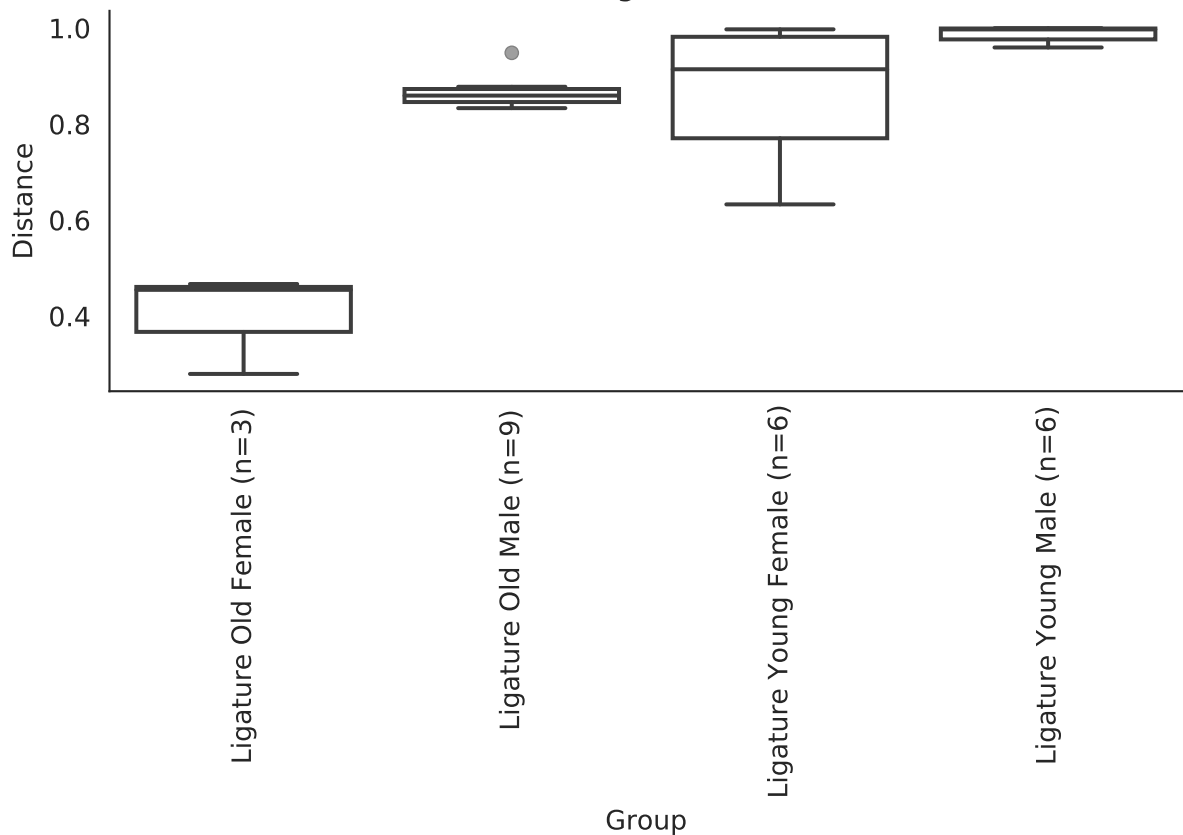 1.0
0.8
0.6
0.4
Distance
Ligature Old Female (n=3)
Ligature Old Male (n=9)
Ligature Young Female (n=6)
Ligature Young Male (n=6)
Group